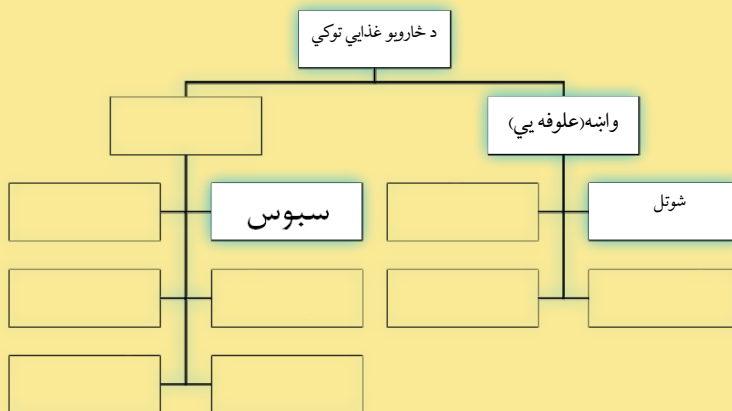 د څارويو غذايي توکي
واښه(علوفه يي)
سبوس
شوتل